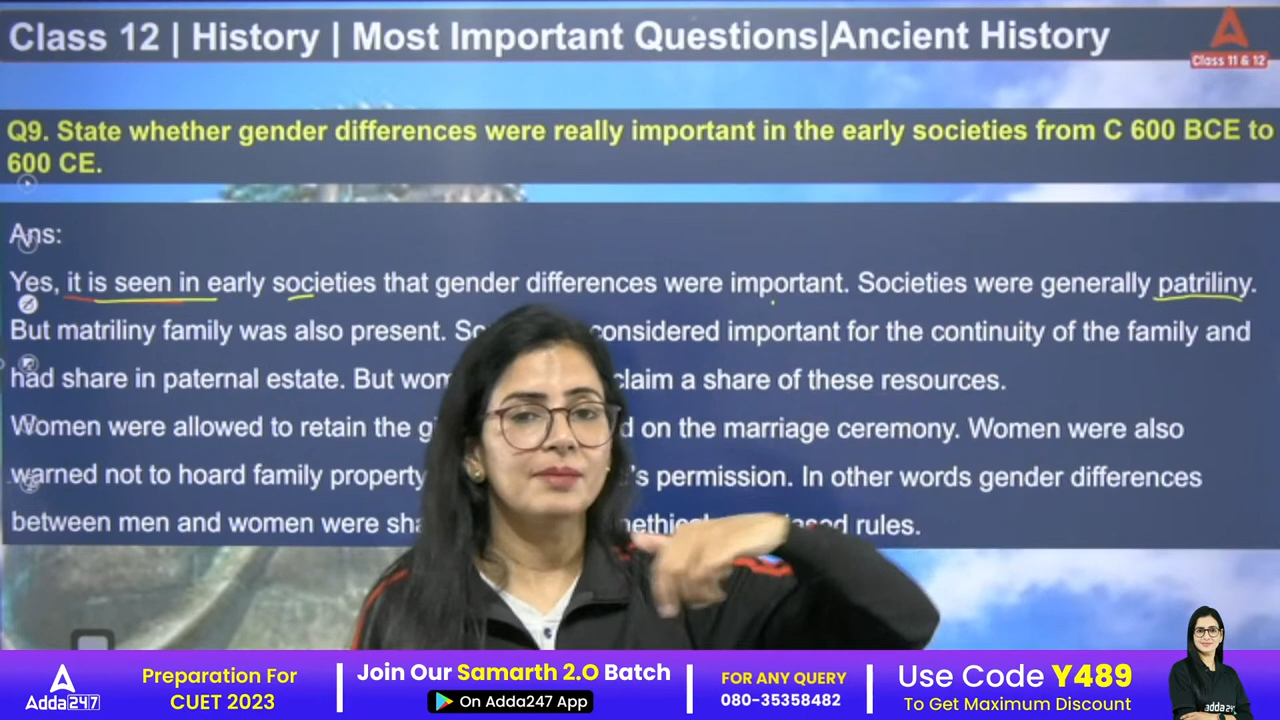 Class 12 | History | Most Important Questions|Ancient History
Class 11 & 12
Q9. State whether gender differences were really important in the early societies from C 600 BCE to
600 CE.
Ans:
Yes, it is seen in early societies that gender differences were important. Societies were generally patriliny.
But matriliny family was also present. considered important for the continuity of the family and
had share in paternal estate. But claim a share of these resources.
Women were allowed to retain the on the marriage ceremony. Women were also
warned not to hoard family property 's permission. In other words gender differences
between men and women were rules.
Adda247
Preparation For
CUET 2023
Join Our Samarth 2.O Batch
On Adda247 App
FOR ANY QUERY
080-35358482
Use Code Y489
To Get Maximum Discount